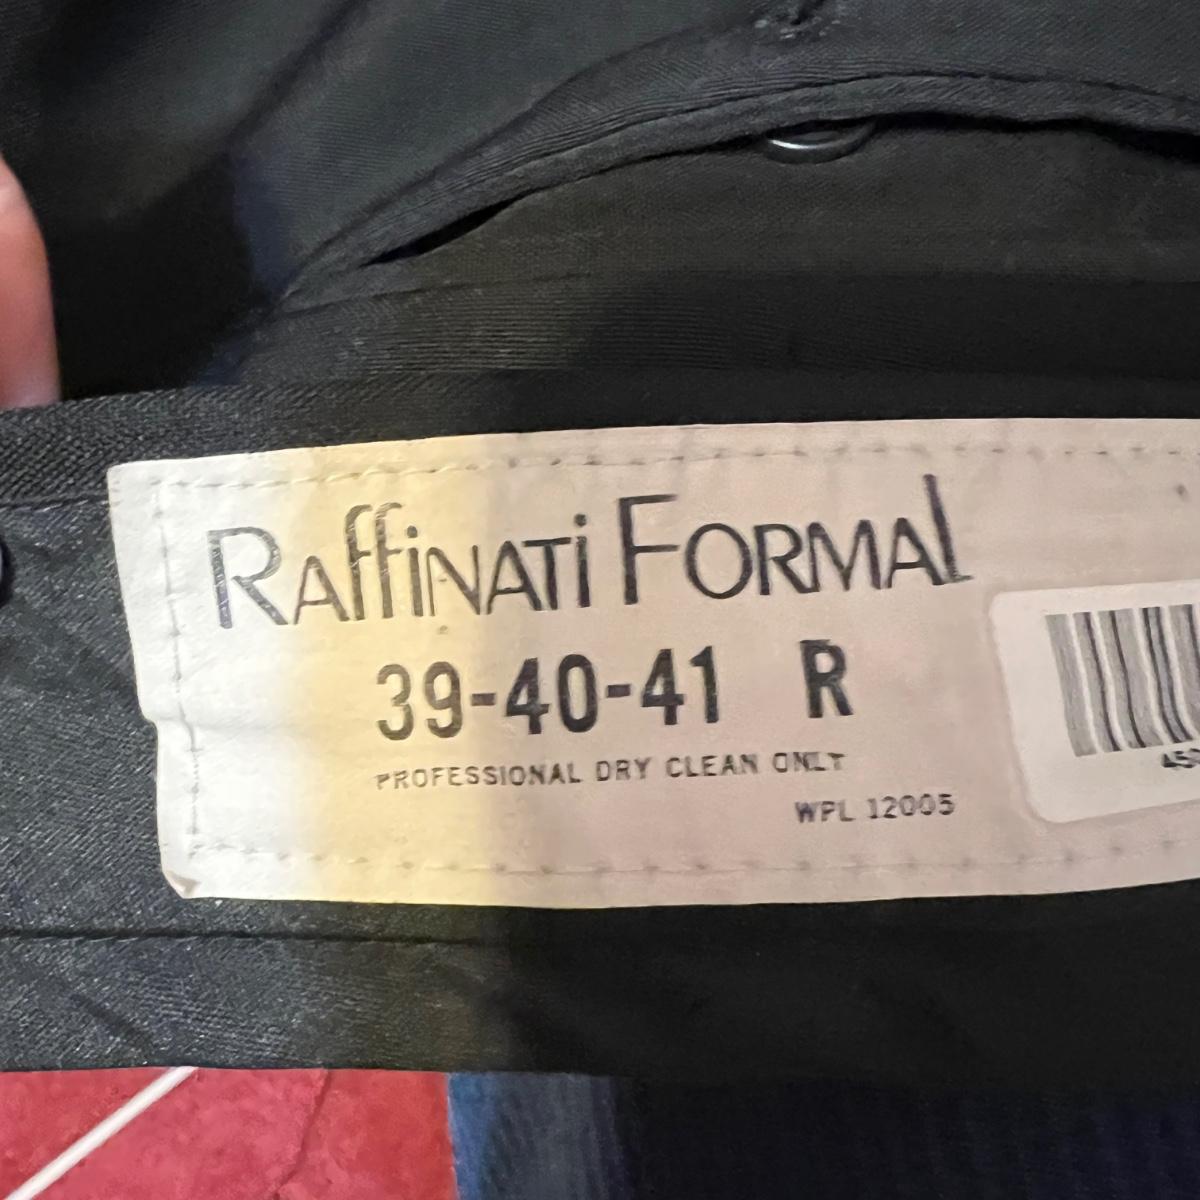 Raffinati Formal
39-40-41 R
PROFESSIONAL DRY CLEAN ONLY
WPL 12005